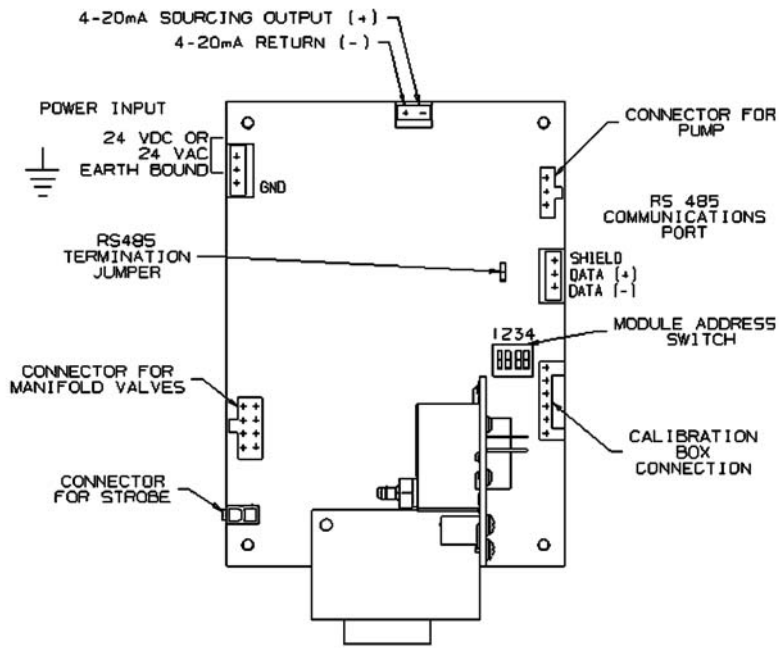 4-20mA SOURCING OUTPUT (+)
4-20mA RETURN (-)
+ -
POWER INPUT
24 VDC OR
24 VAC
EARTH BOUND
GND
CONNECTOR FOR
PUMP
RS 485
COMMUNICATIONS
PORT
SHIELD
DATA (+)
DATA (-)
RS485
TERMINATION
JUMPER
1234
MODULE ADDRESS
SWITCH
CONNECTOR FOR
MANIFOLD VALVES
CALIBRATION
BOX
CONNECTION
CONNECTOR
FOR STROBE